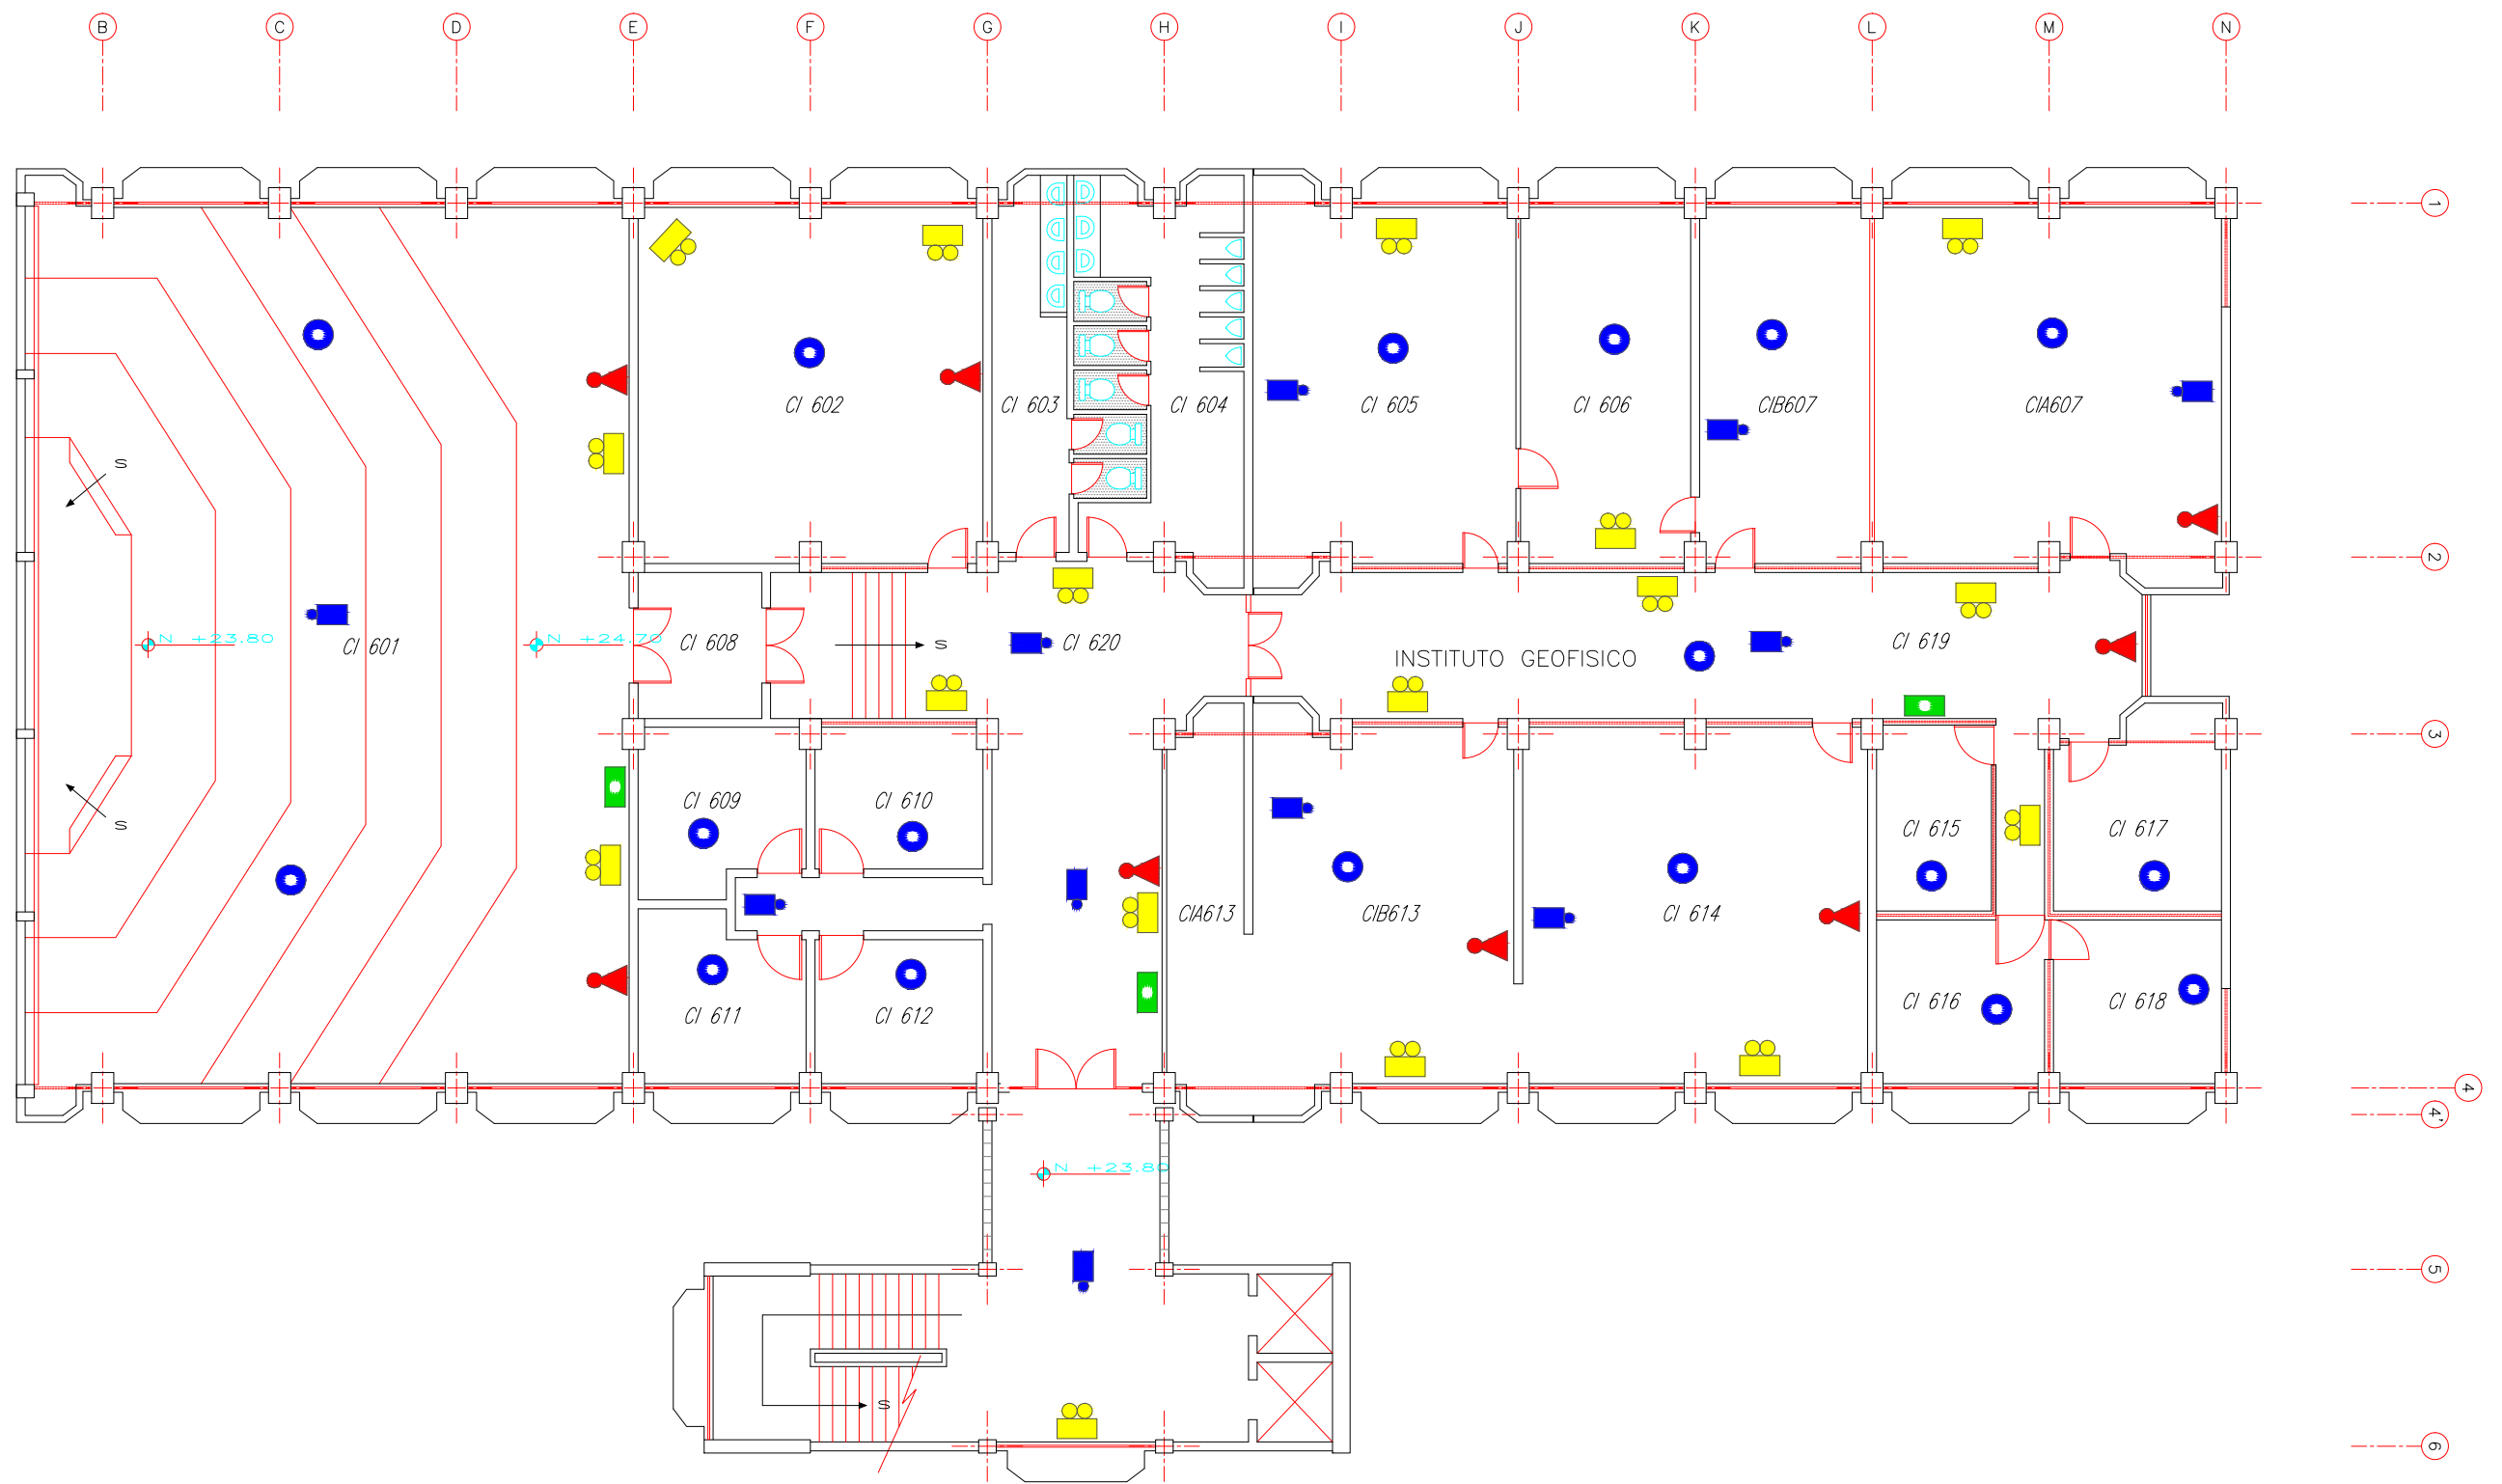 B C D E F G H I J K L M N
1
CI 602
CI 603
CI 604
CI 605
CI 606
CIB607
CIA607
S
2
N +23.80
CI 601
N +24.70
CI 608
S
CI 620
INSTITUTO GEOFISICO
CI 619
3
S
CI 609
CI 610
CI 615
CI 617
CIA613
CIB613
CI 614
CI 611
CI 612
CI 616
CI 618
4
4'
N +23.80
5
S
6